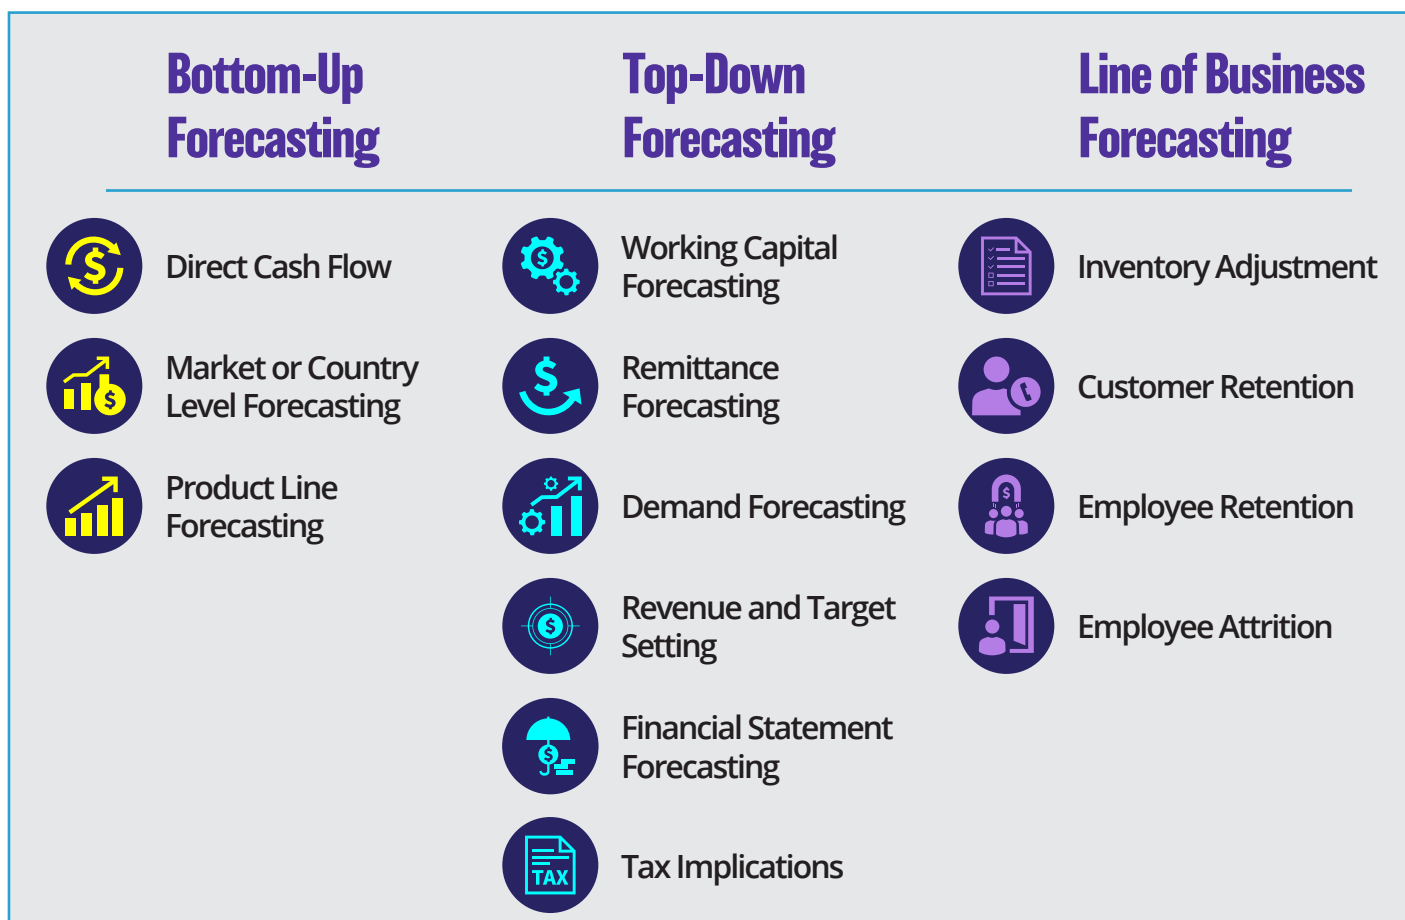 Bottom-Up
Forecasting
Direct Cash Flow
Market or Country
Level Forecasting
Product Line
Forecasting
Top-Down
Forecasting
Working Capital
Forecasting
Remittance
Forecasting
Demand Forecasting
Revenue and Target
Setting
Financial Statement
Forecasting
TAX
Tax Implications
Line of Business
Forecasting
Inventory Adjustment
Customer Retention
Employee Retention
Employee Attrition